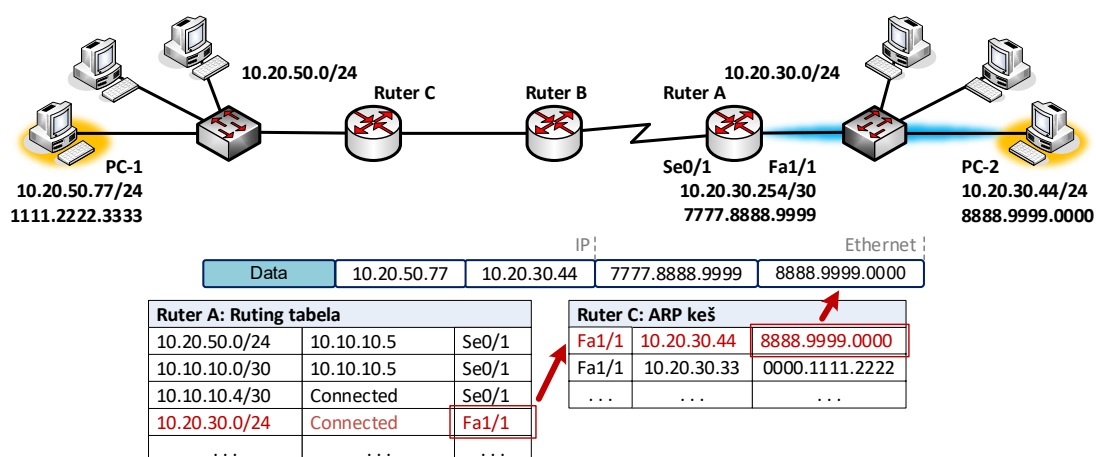 10.20.50.0/24
10.20.30.0/24
Ruter C
Ruter B
Ruter A
PC-1
10.20.50.77/24
1111.2222.3333
Se0/1 Fa1/1
10.20.30.254/30
7777.8888.9999
PC-2
10.20.30.44/24
8888.9999.0000
IP Ethernet
Data 10.20.50.77 10.20.30.44 7777.8888.9999 8888.9999.0000
Ruter A: Ruting tabela
10.20.50.0/24 10.10.10.5 Se0/1
10.10.10.0/30 10.10.10.5 Se0/1
10.10.10.4/30 Connected Se0/1
10.20.30.0/24 Connected Fa1/1
. . . . . . . . .
Ruter C: ARP keš
Fa1/1 10.20.30.44 8888.9999.0000
Fa1/1 10.20.30.33 0000.1111.2222
. . . . . . . . .